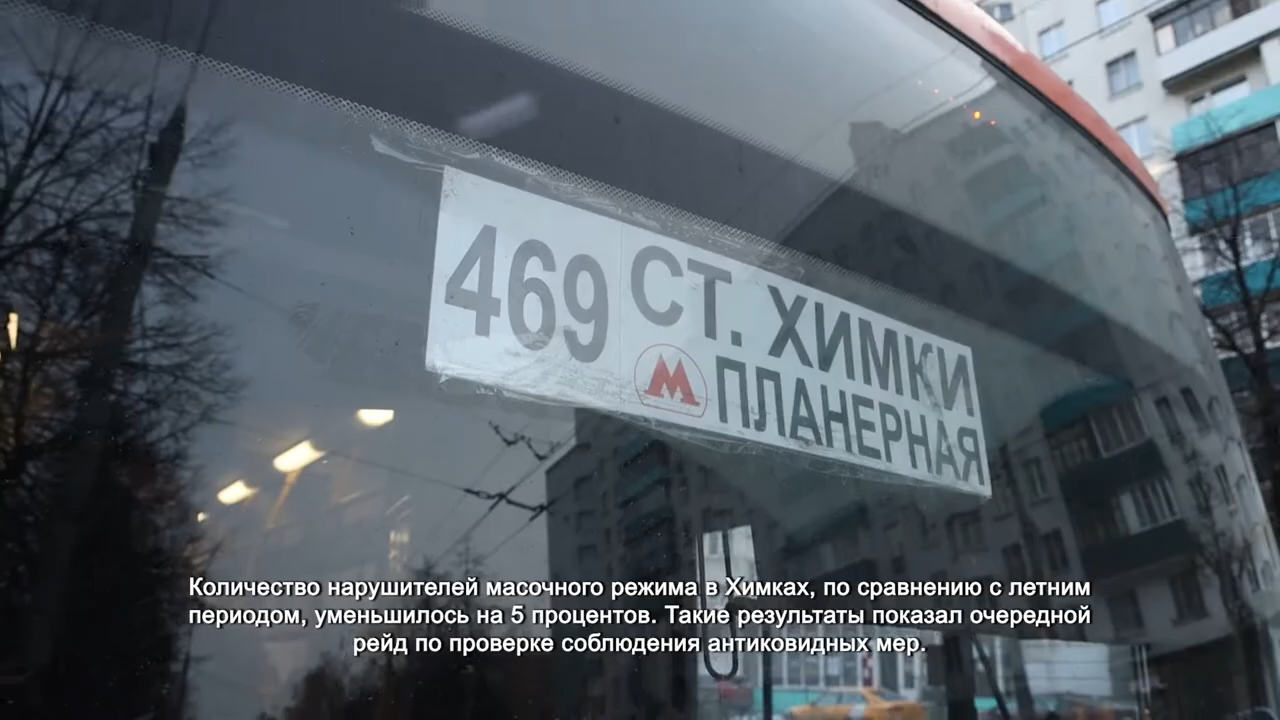 469 СТ. ХИМКИ
М ПЛАНЕРНАЯ
Количество нарушителей масочного режима в Химках, по сравнению с летним
периодом, уменьшилось на 5 процентов. Такие результаты показал очередной
рейд по проверке соблюдения антиковидных мер.